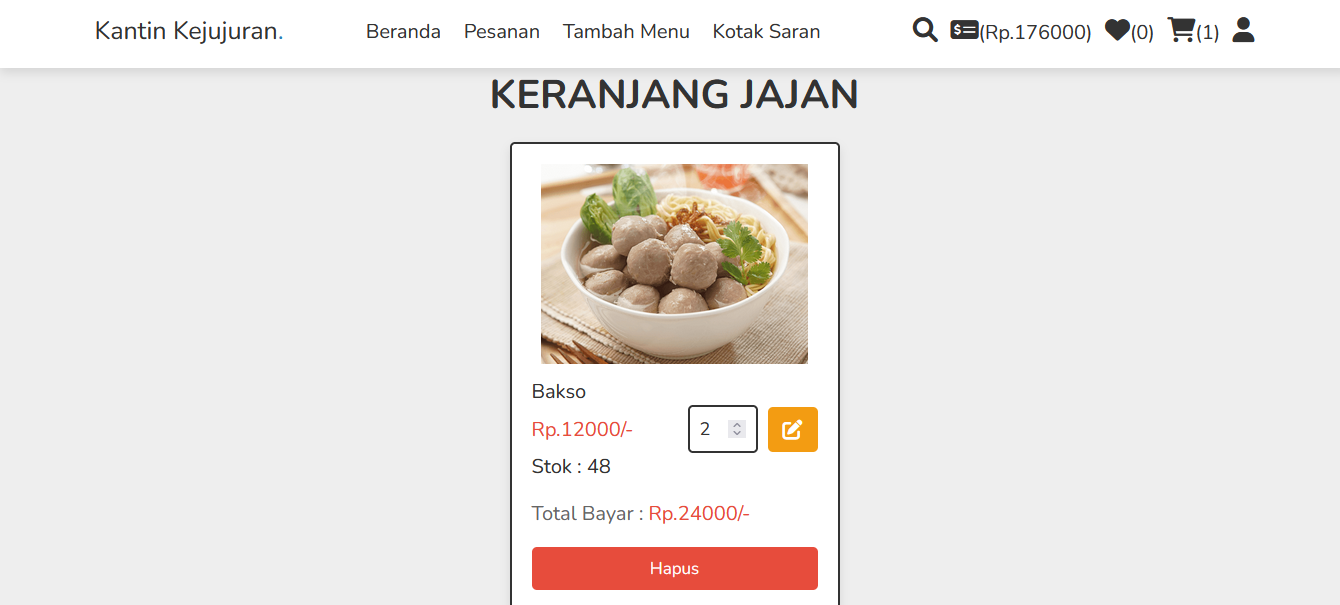 Kantin Kejujuran. Beranda Pesanan Tambah Menu Kotak Saran (Rp.176000) (0) (1)
KERANJANG JAJAN
Bakso
Rp.12000/- 2
Stok : 48
Total Bayar : Rp.24000/-
Hapus